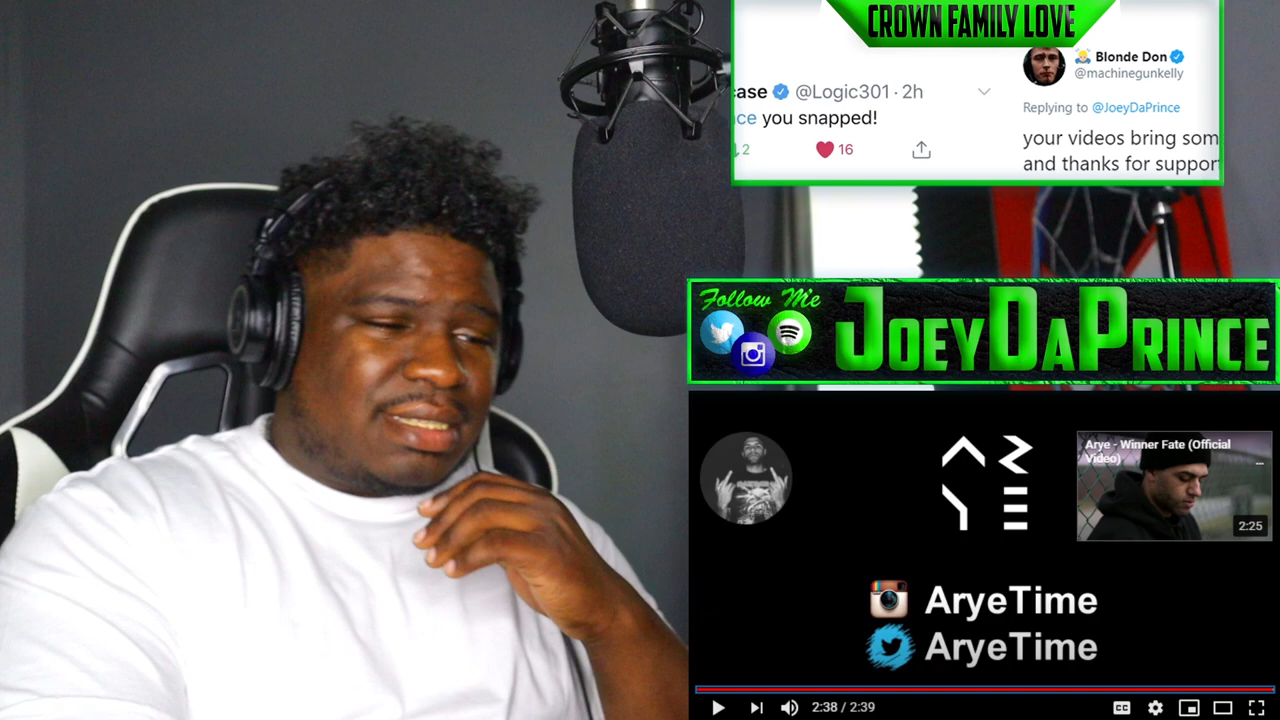 CROWN FAMILY LOVE
case @Logic301 · 2h
you snapped!
2 16
Blonde Don
@machinegunkelly
Replying to @JoeyDaPrince
your videos bring som
and thanks for suppor
Follow Me
JOEYDAPRINCE
Arye - Winner Fate (Official
Video)
2:25
AryeTime
AryeTime
2:38 / 2:39
CC